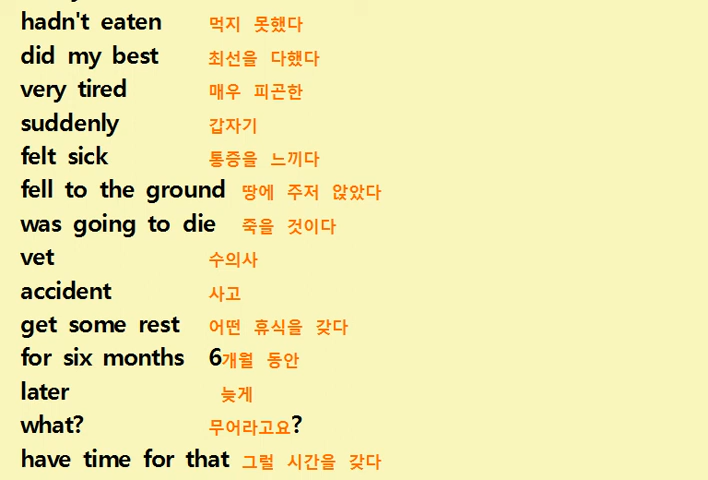 hadn't eaten 먹지 못했다
did my best 최선을 다했다
very tired 매우 피곤한
suddenly 갑자기
felt sick 통증을 느끼다
fell to the ground 땅에 주저 앉았다
was going to die 죽을 것이다
vet 수의사
accident 사고
get some rest 어떤 휴식을 갖다
for six months 6개월 동안
later 늦게
what? 무어라고요?
have time for that 그럴 시간을 갖다